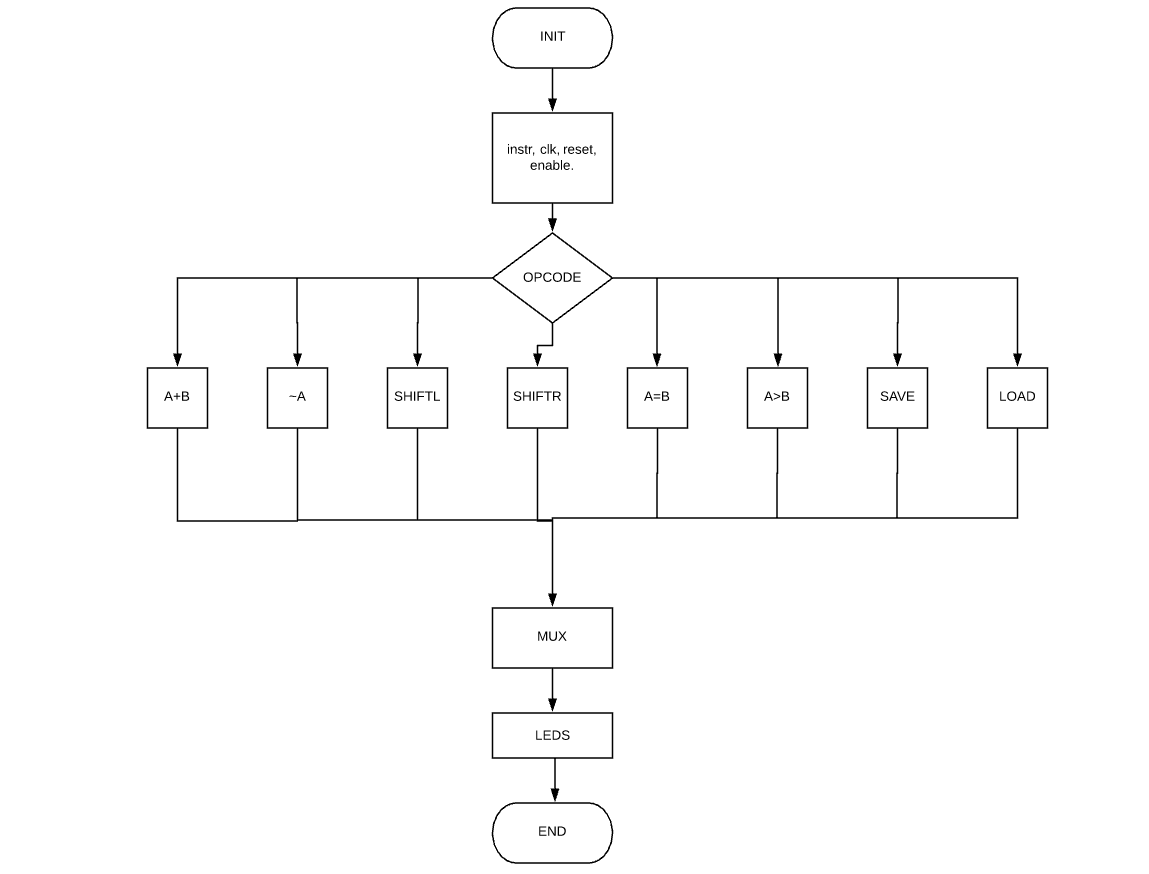 INIT
instr, clk, reset,
enable.
OPCODE
A+B
~A
SHIFTL
SHIFTR
A=B
A>B
SAVE
LOAD
MUX
LEDS
END